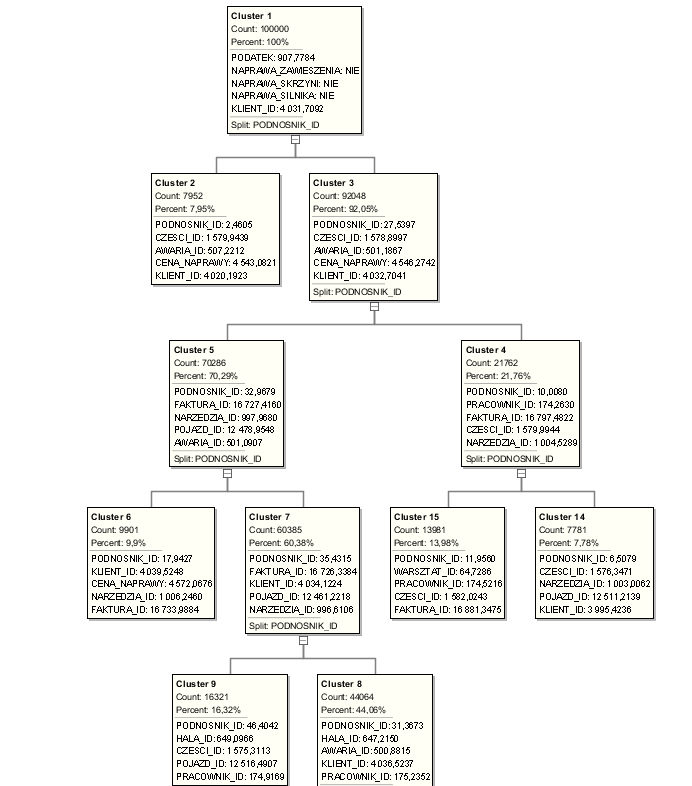 Cluster 1
Count: 100000
Percent: 100%
PODATEK: 907,7784
NAPRAWA_ZAWIESZENIA: NIE
NAPRAWA_SKRZYNI: NIE
NAPRAWA_SILNIKA: NIE
KLIENT_ID: 4 031,7092
Split: PODNOSNIK_ID
Cluster 2
Count: 7952
Percent: 7,95%
PODNOSNIK_ID: 2,4605
CZESCI_ID: 1 579,9439
AWARIA_ID: 507,2212
CENA_NAPRAWY: 4 543,0821
KLIENT_ID: 4 020,1923
Cluster 3
Count: 92048
Percent: 92,05%
PODNOSNIK_ID: 27,5397
CZESCI_ID: 1 578,8997
AWARIA_ID: 501,1867
CENA_NAPRAWY: 4 546,2742
KLIENT_ID: 4 032,7041
Split: PODNOSNIK_ID
Cluster 5
Count: 70286
Percent: 70,29%
PODNOSNIK_ID: 32,9679
FAKTURA_ID: 16 727,4160
NARZEDZIA_ID: 997,9680
POJAZD_ID: 12 478,9548
AWARIA_ID: 501,0907
Split: PODNOSNIK_ID
Cluster 4
Count: 21762
Percent: 21,76%
PODNOSNIK_ID: 10,0080
PRACOWNIK_ID: 174,2630
FAKTURA_ID: 16 797,4822
CZESCI_ID: 1 579,9944
NARZEDZIA_ID: 1 004,5289
Split: PODNOSNIK_ID
Cluster 6
Count: 9901
Percent: 9,9%
PODNOSNIK_ID: 17,9427
KLIENT_ID: 4 039,5248
CENA_NAPRAWY: 4 572,0676
NARZEDZIA_ID: 1 006,2460
FAKTURA_ID: 16 733,9884
Cluster 7
Count: 60385
Percent: 60,38%
PODNOSNIK_ID: 35,4315
FAKTURA_ID: 16 726,3384
KLIENT_ID: 4 034,1224
POJAZD_ID: 12 461,2218
NARZEDZIA_ID: 996,6106
Split: PODNOSNIK_ID
Cluster 15
Count: 13981
Percent: 13,98%
PODNOSNIK_ID: 11,9560
WARSZTAT_ID: 64,7286
PRACOWNIK_ID: 174,5216
CZESCI_ID: 1 582,0243
FAKTURA_ID: 16 881,3475
Cluster 14
Count: 7781
Percent: 7,78%
PODNOSNIK_ID: 6,5079
CZESCI_ID: 1 576,3471
NARZEDZIA_ID: 1 003,0062
POJAZD_ID: 12 511,2139
KLIENT_ID: 3 995,4236
Cluster 9
Count: 16321
Percent: 16,32%
PODNOSNIK_ID: 46,4042
HALA_ID: 649,0966
CZESCI_ID: 1 575,3113
POJAZD_ID: 12 516,4907
PRACOWNIK_ID: 174,9169
Cluster 8
Count: 44064
Percent: 44,06%
PODNOSNIK_ID: 31,3673
HALA_ID: 647,2150
AWARIA_ID: 500,8815
KLIENT_ID: 4 036,5237
PRACOWNIK_ID: 175,2352